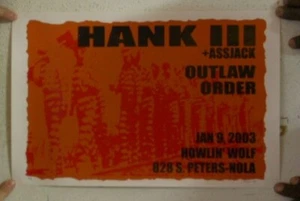 HANK III
+ASSJACK
OUTLAW
ORDER
JAN 9, 2003
HOWLIN' WOLF
828 S. PETERS-NOLA